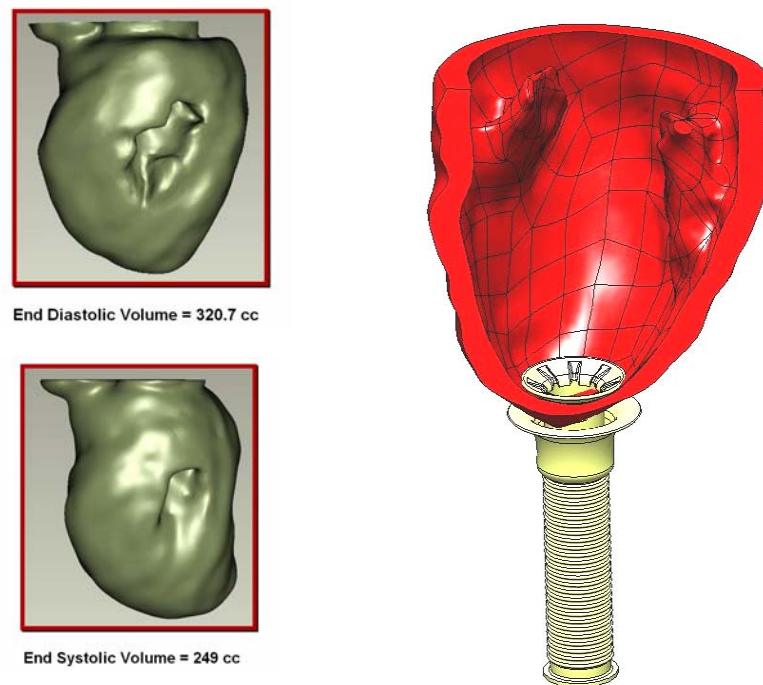 End Diastolic Volume = 320.7 cc
End Systolic Volume = 249 cc